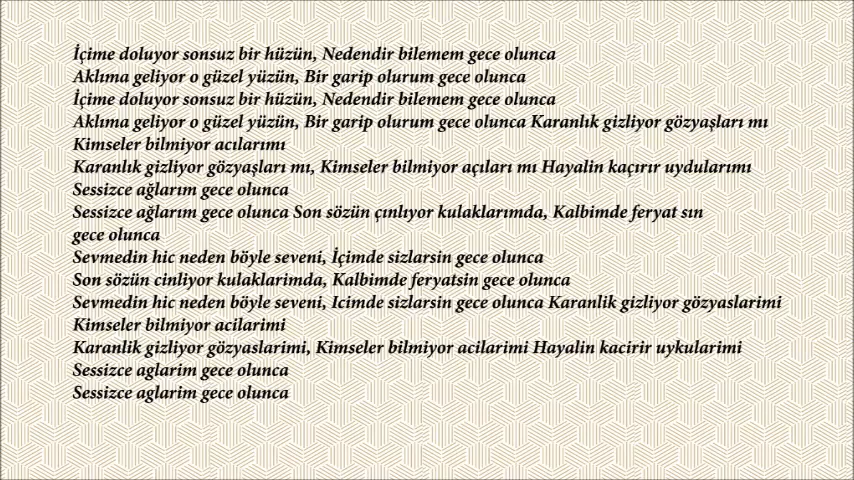 İçime doluyor sonsuz bir hüzün, Nedendir bilemem gece olunca
Aklıma geliyor o güzel yüzün, Bir garip olurum gece olunca
İçime doluyor sonsuz bir hüzün, Nedendir bilemem gece olunca
Aklıma geliyor o güzel yüzün, Bir garip olurum gece olunca Karanlık gizliyor gözyaşları mı
Kimseler bilmiyor acılarımı
Karanlık gizliyor gözyaşları mı, Kimseler bilmiyor açıları mı Hayalin kaçırır uydularımı
Sessizce ağlarım gece olunca
Sessizce ağlarım gece olunca Son sözün çınlıyor kulaklarımda, Kalbimde feryat sın
gece olunca
Sevmedin hic neden böyle seveni, İçimde sizlarsin gece olunca
Son sözün cinliyor kulaklarimda, Kalbimde feryatsin gece olunca
Sevmedin hic neden böyle seveni, Icimde sizlarsin gece olunca Karanlik gizliyor gözyaslarimi
Kimseler bilmiyor acilarimi
Karanlik gizliyor gözyaslarimi, Kimseler bilmiyor acilarimi Hayalin kacirir uykularimi
Sessizce aglarim gece olunca
Sessizce aglarim gece olunca